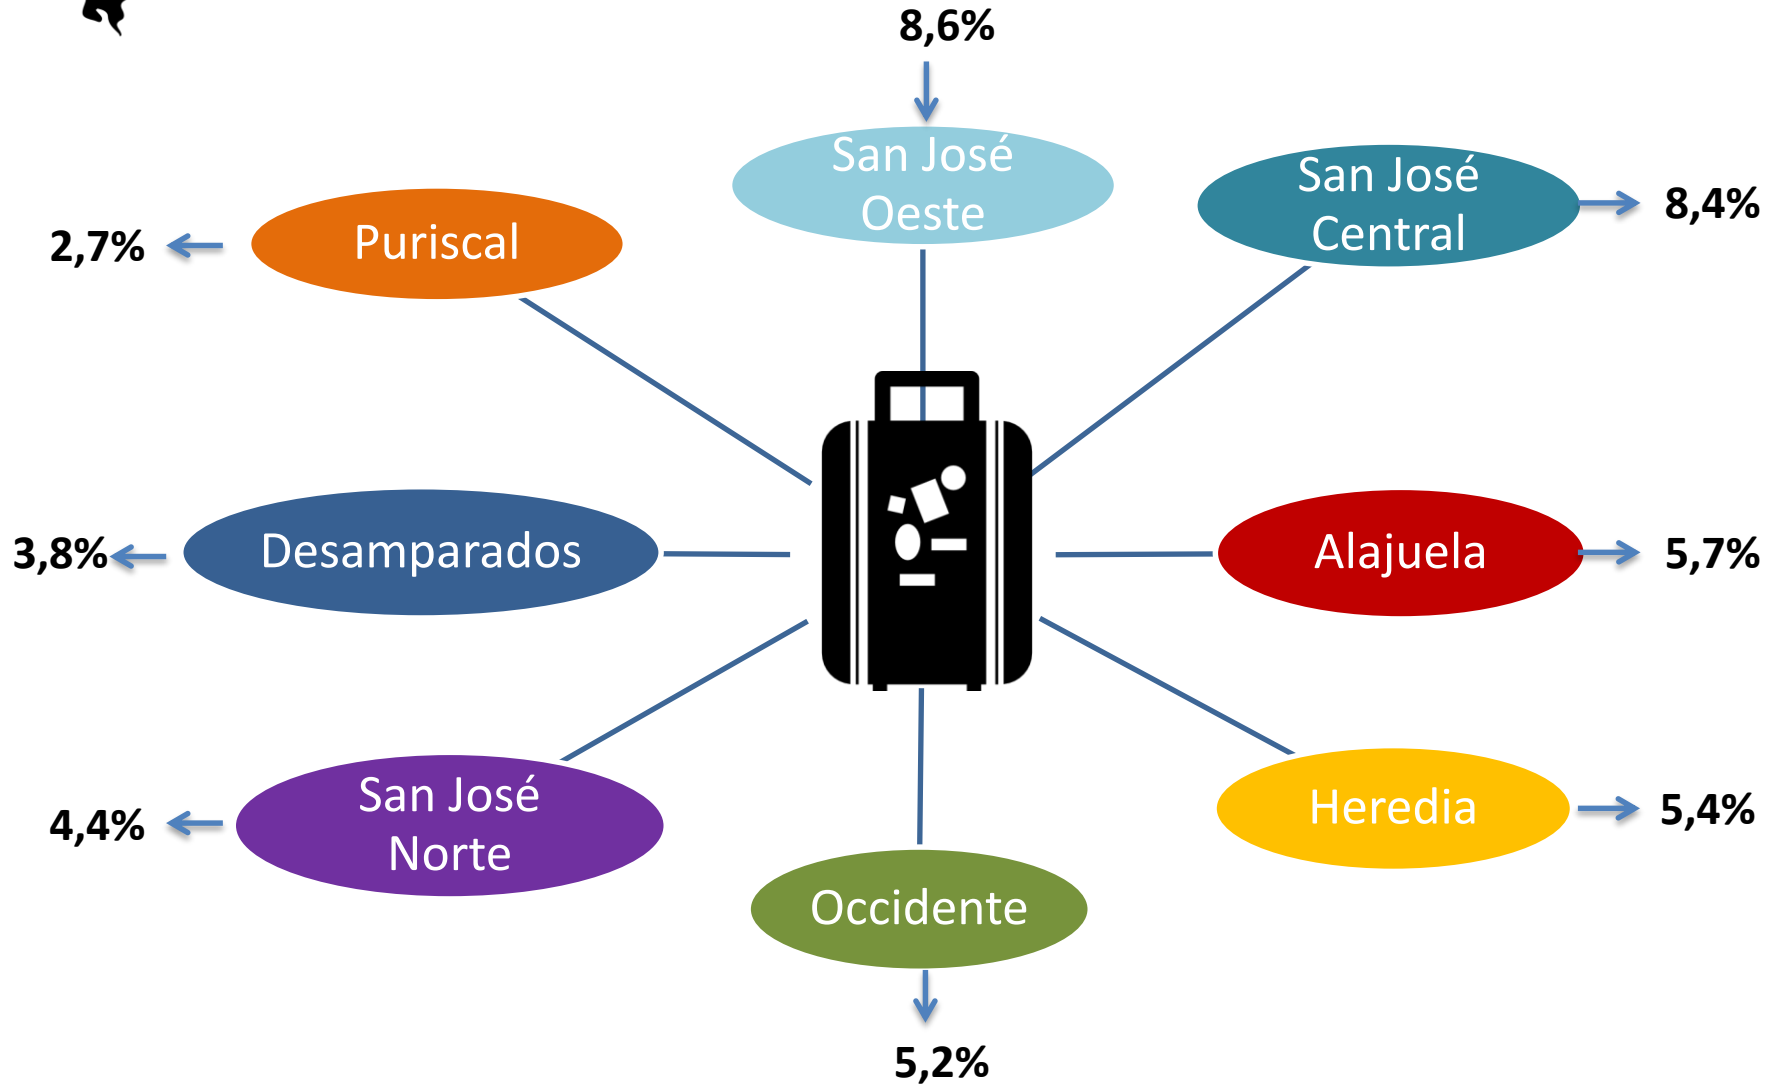 8,6%
San José
Oeste
San José
Central
8,4%
Puriscal
2,7%
Desamparados
3,8%
Alajuela
5,7%
San José
Norte
4,4%
Heredia
5,4%
Occidente
5,2%